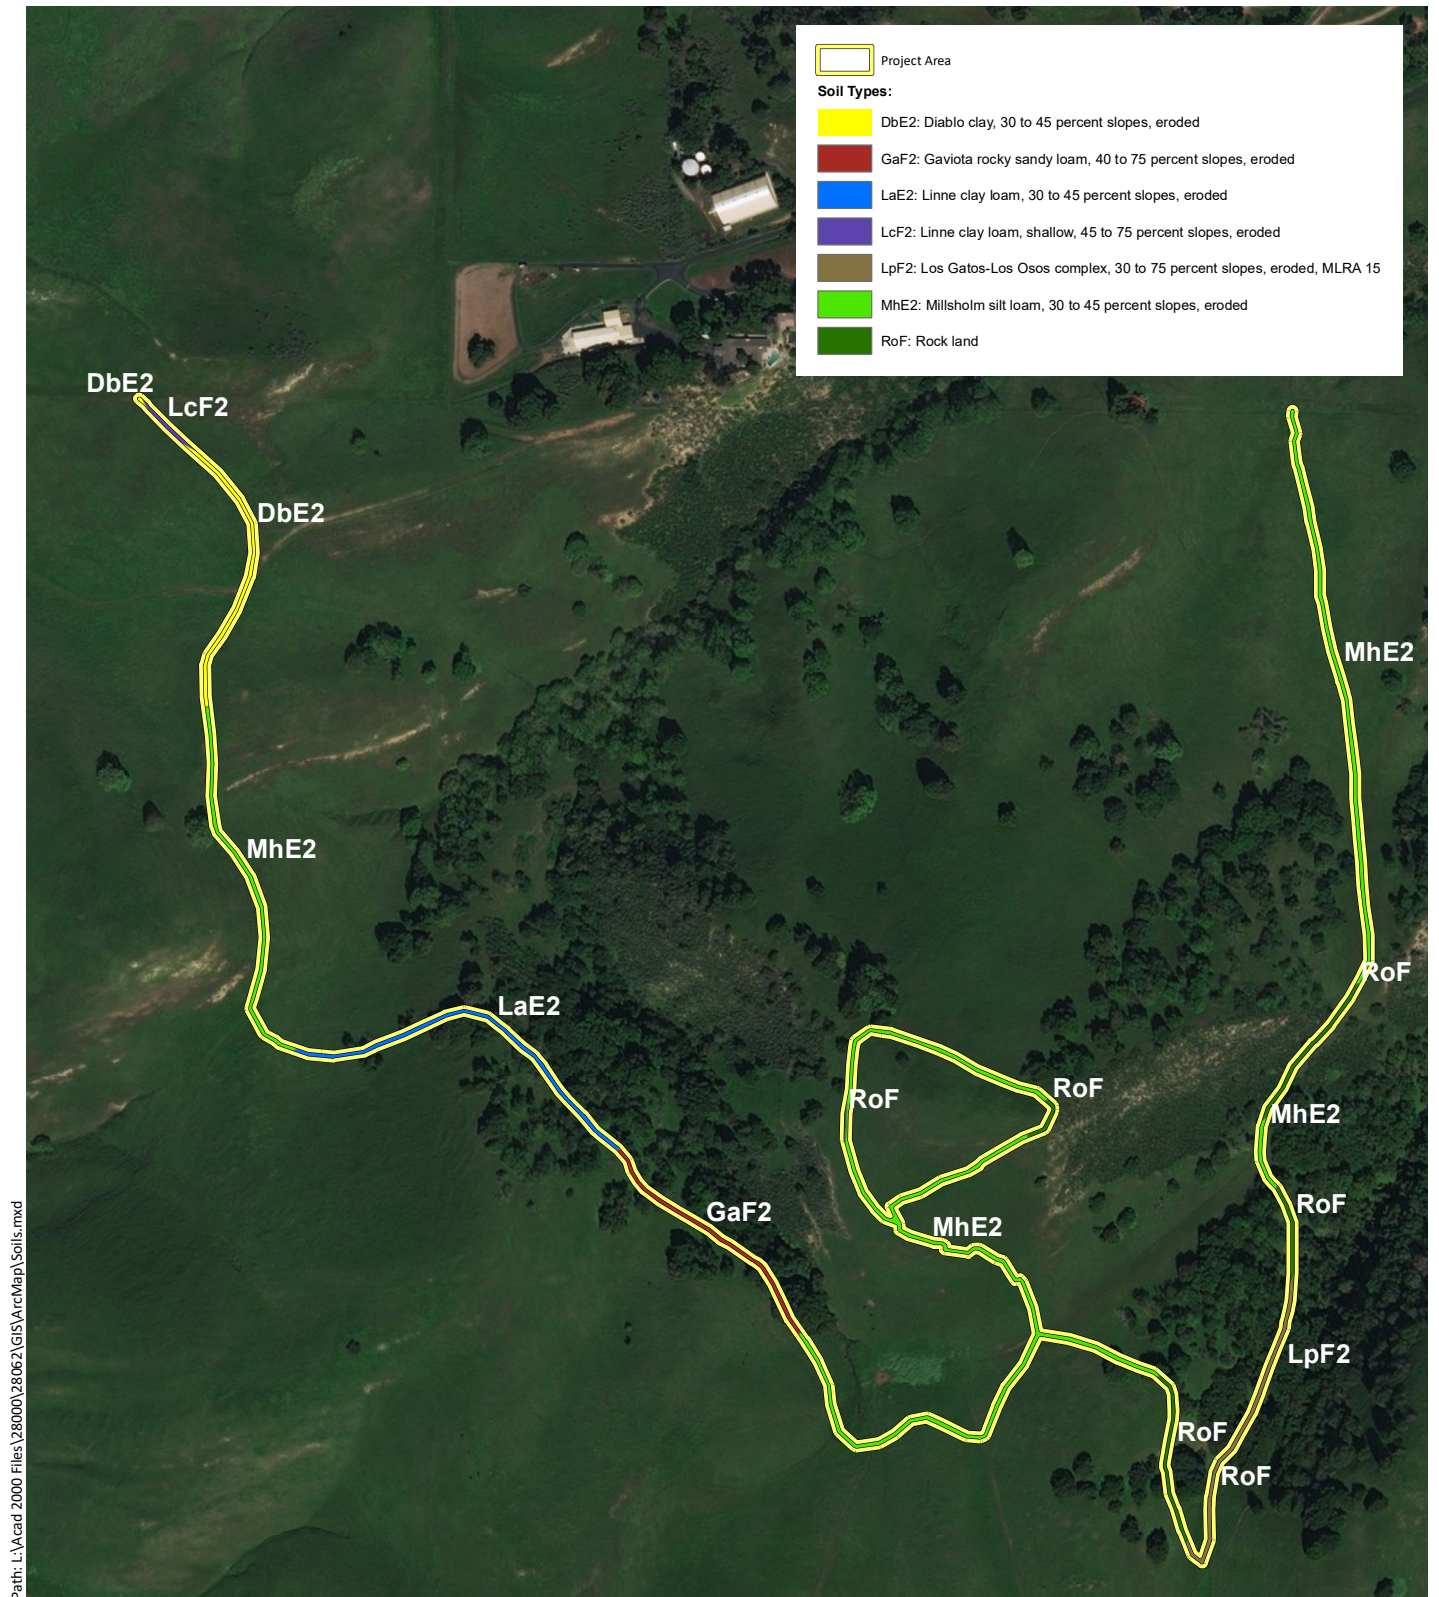 Project Area
Soil Types:
DbE2: Diablo clay, 30 to 45 percent slopes, eroded
GaF2: Gaviota rocky sandy loam, 40 to 75 percent slopes, eroded
LaE2: Linne clay loam, 30 to 45 percent slopes, eroded
LcF2: Linne clay loam, shallow, 45 to 75 percent slopes, eroded
LpF2: Los Gatos-Los Osos complex, 30 to 75 percent slopes, eroded, MLRA 15
MhE2: Millsholm silt loam, 30 to 45 percent slopes, eroded
RoF: Rock land
DbE2
LcF2
DbE2
MhE2
MhE2
RoF
LaE2
RoF
RoF
MhE2
RoF
GaF2
MhE2
LpF2
RoF
RoF
Path: L:\Acad 2000 Files\28000\28062\GIS\ArcMap\Soils.mxd